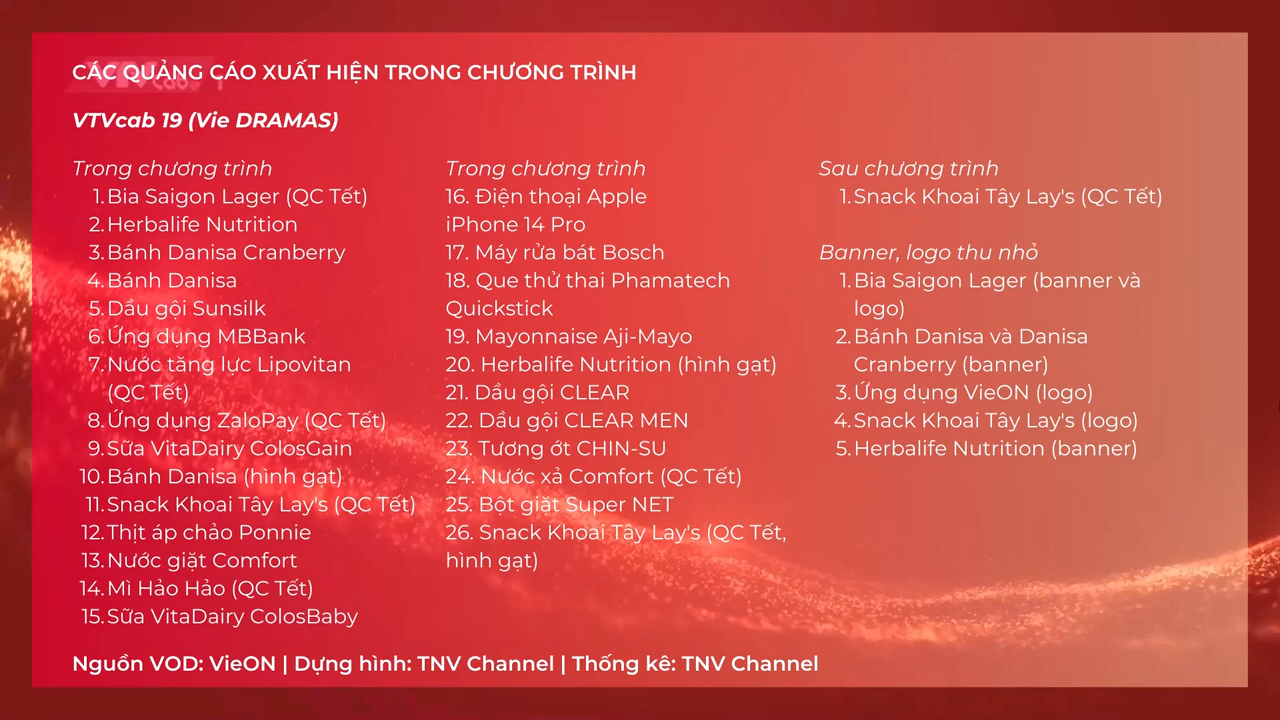 CÁC QUẢNG CÁO XUẤT HIỆN TRONG CHƯƠNG TRÌNH
VTVcab 19 (Vie DRAMAS)
Trong chương trình
1. Bia Saigon Lager (QC Tết)
2. Herbalife Nutrition
3. Bánh Danisa Cranberry
4. Bánh Danisa
5. Dầu gội Sunsilk
6. Ứng dụng MBBank
7. Nước tăng lực Lipovitan
(QC Tết)
8. Ứng dụng ZaloPay (QC Tết)
9. Sữa VitaDairy ColosGain
10. Bánh Danisa (hình gạt)
11. Snack Khoai Tây Lay's (QC Tết)
12. Thịt áp chảo Ponnie
13. Nước giặt Comfort
14. Mì Hảo Hảo (QC Tết)
15. Sữa VitaDairy ColosBaby
Trong chương trình
16. Điện thoại Apple
iPhone 14 Pro
17. Máy rửa bát Bosch
18. Que thử thai Phamatech
Quickstick
19. Mayonnaise Aji-Mayo
20. Herbalife Nutrition (hình gạt)
21. Dầu gội CLEAR
22. Dầu gội CLEAR MEN
23. Tương ớt CHIN-SU
24. Nước xả Comfort (QC Tết)
25. Bột giặt Super NET
26. Snack Khoai Tây Lay's (QC Tết,
hình gạt)
Sau chương trình
1. Snack Khoai Tây Lay's (QC Tết)
Banner, logo thu nhỏ
1. Bia Saigon Lager (banner và
logo)
2. Bánh Danisa và Danisa
Cranberry (banner)
3. Ứng dụng VieON (logo)
4. Snack Khoai Tây Lay's (logo)
5. Herbalife Nutrition (banner)
Nguồn VOD: VieON | Dựng hình: TNV Channel | Thống kê: TNV Channel